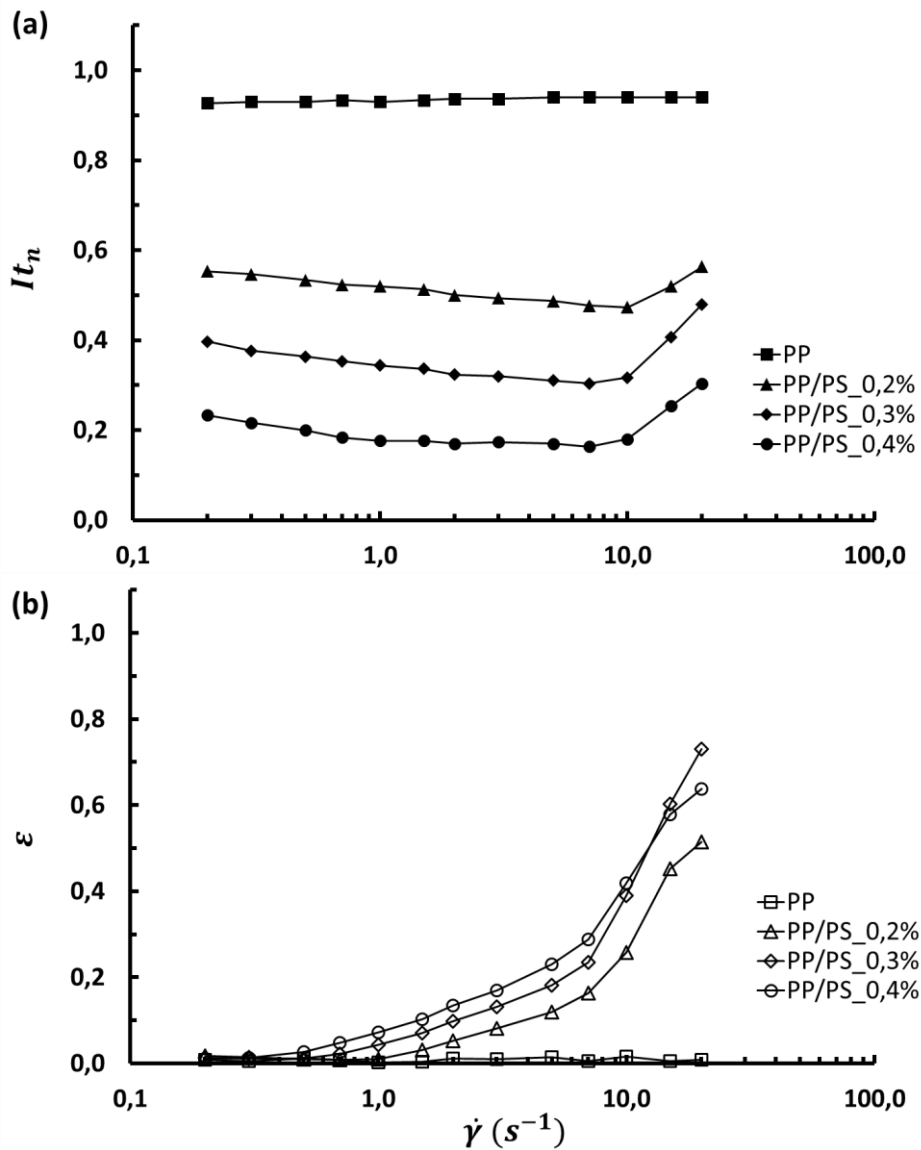 (a)
1,0
0,8
0,6
0,4
0,2
0,0
It_n
0,1
1,0
10,0
100,0
PP
PP/PS_0,2%
PP/PS_0,3%
PP/PS_0,4%
(b)
1,0
0,8
0,6
0,4
0,2
0,0
ε
0,1
1,0
10,0
100,0
PP
PP/PS_0,2%
PP/PS_0,3%
PP/PS_0,4%
γ̇ (s⁻¹)